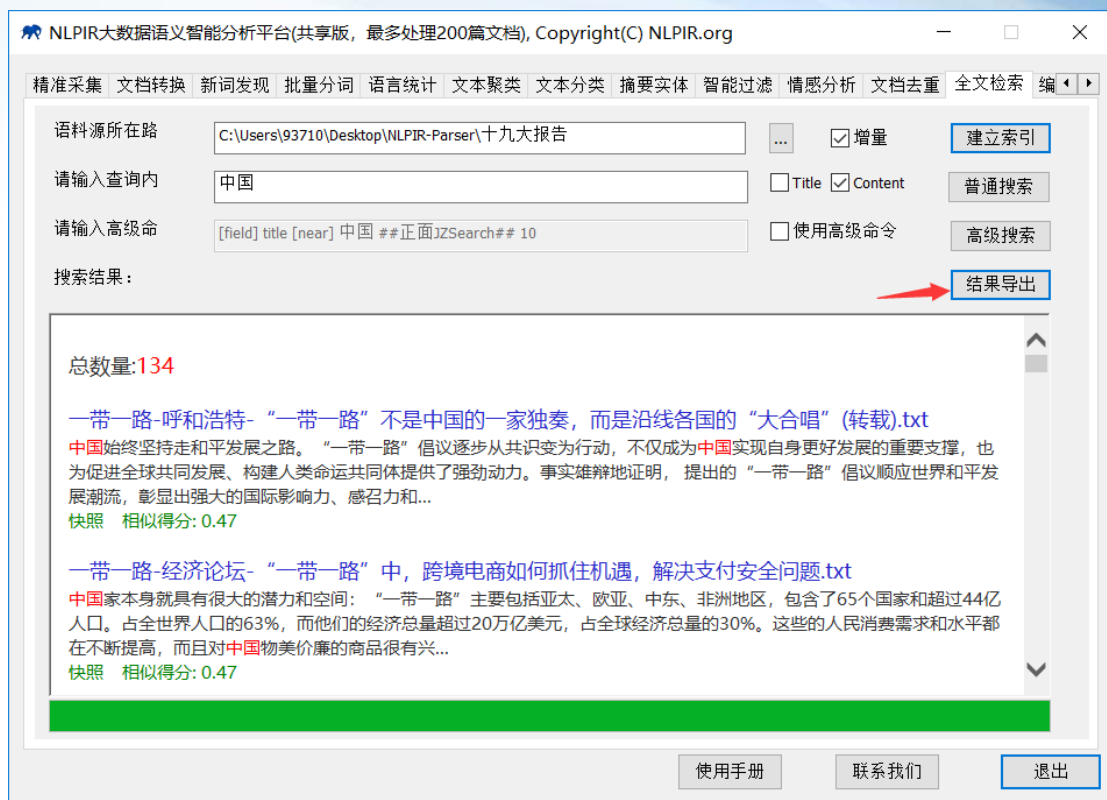 NLPIR大数据语义智能分析平台(共享版，最多处理200篇文档), Copyright(C) NLPIR.org
精准采集 文档转换 新词发现 批量分词 语言统计 文本聚类 文本分类 摘要实体 智能过滤 情感分析 文档去重 全文检索 编
语料源所在路 C:\Users\93710\Desktop\NLPIR-Parser\十九大报告 ... 增量 建立索引
请输入查询内 中国 Title Content 普通搜索
请输入高级命 [field] title [near] 中国 ##正面JZSearch## 10 使用高级命令 高级搜索
搜索结果： 结果导出
总数量:134
一带一路-呼和浩特-“一带一路”不是中国的一家独奏，而是沿线各国的“大合唱”(转载).txt
中国始终坚持走和平发展之路。“一带一路”倡议逐步从共识变为行动，不仅成为中国实现自身更好发展的重要支撑，也
为促进全球共同发展、构建人类命运共同体提供了强劲动力。事实雄辩地证明， 提出的“一带一路”倡议顺应世界和平发
展潮流，彰显出强大的国际影响力、感召力和...
快照 相似得分: 0.47
一带一路-经济论坛-“一带一路”中，跨境电商如何抓住机遇，解决支付安全问题.txt
中国家本身就具有很大的潜力和空间： “一带一路”主要包括亚太、欧亚、中东、非洲地区，包含了65个国家和超过44亿
人口。占全世界人口的63%，而他们的经济总量超过20万亿美元，占全球经济总量的30%。这些的人民消费需求和水平都
在不断提高，而且对中国物美价廉的商品很有兴...
快照 相似得分: 0.47
使用手册 联系我们 退出